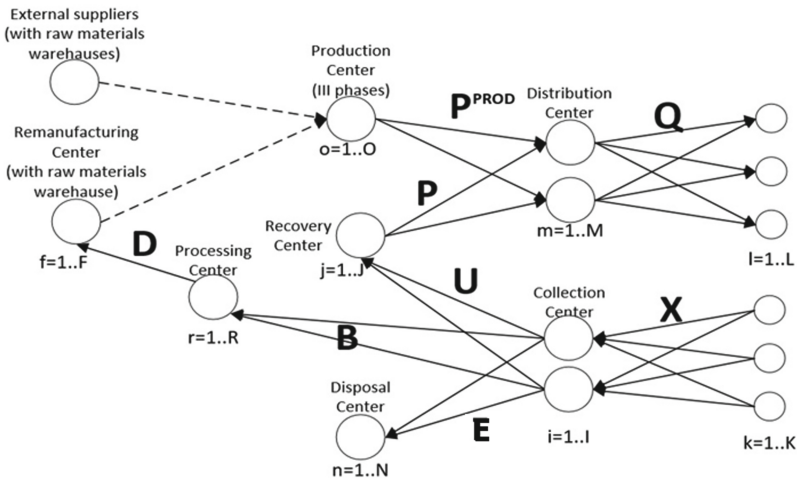 External suppliers
(with raw materials
warehauses)
Production
Center
(III phases)
o=1..O
P^PROD
Distribution
Center
Q
Remanufacturing
Center
(with raw materials
warehouse)
f=1..F
D
P
m=1..M
l=1..L
Recovery
Center
j=1..J
Processing
Center
r=1..R
U
B
Collection
Center
X
i=1..I
k=1..K
Disposal
Center
n=1..N
E